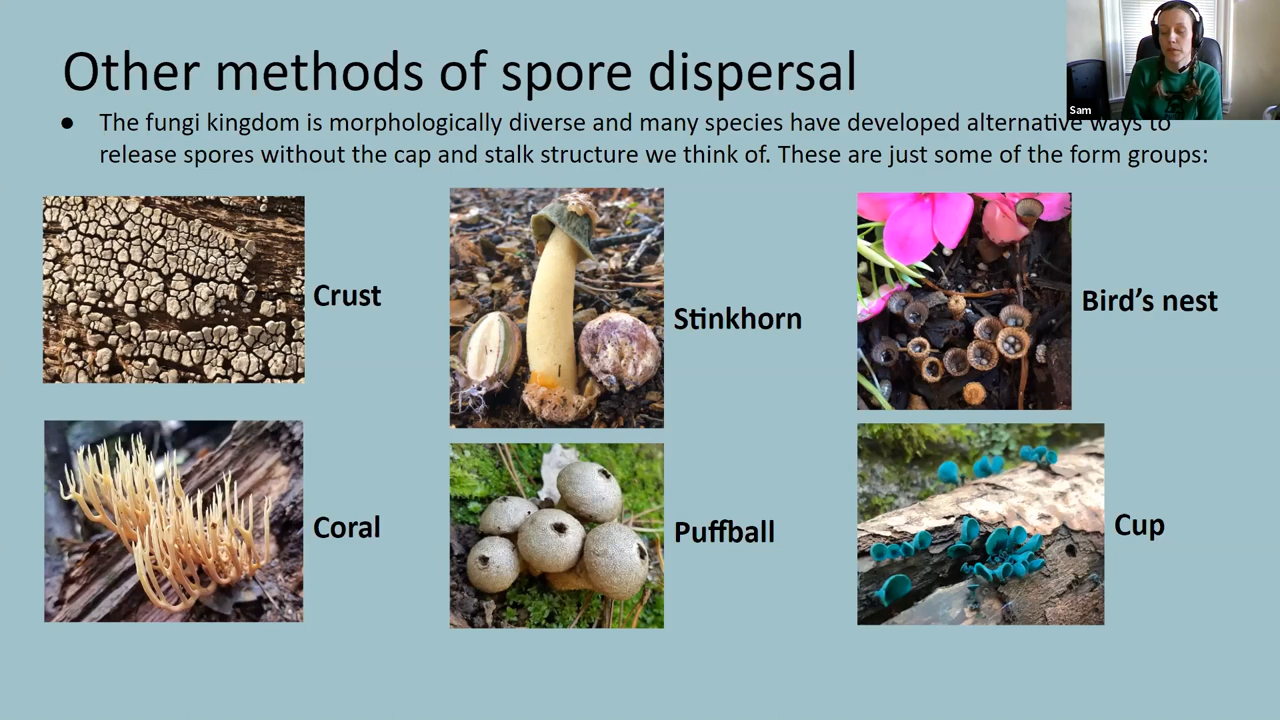 Other methods of spore dispersal
Sam
● The fungi kingdom is morphologically diverse and many species have developed alternative ways to
release spores without the cap and stalk structure we think of. These are just some of the form groups:
Crust
Stinkhorn
Bird’s nest
Coral
Puffball
Cup